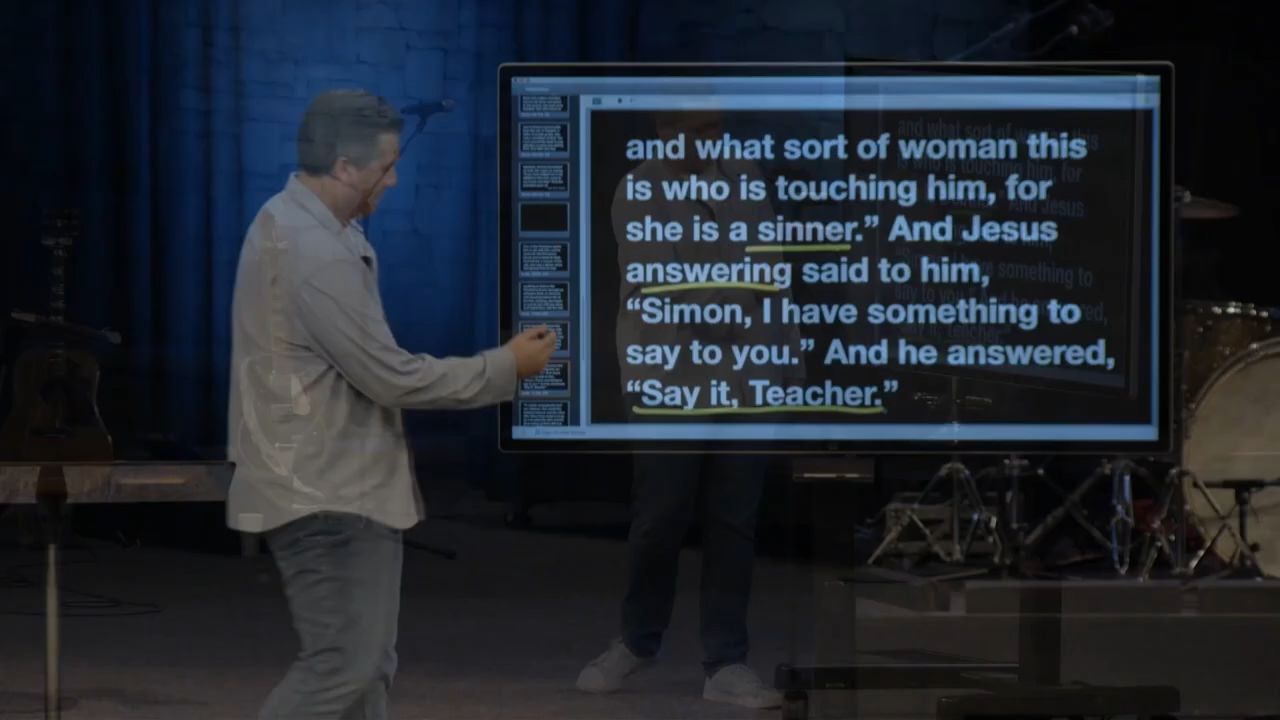 and what sort of woman this
is who is touching him, for
she is a sinner.” And Jesus
answering said to him,
“Simon, I have something to
say to you.” And he answered,
“Say it, Teacher.”